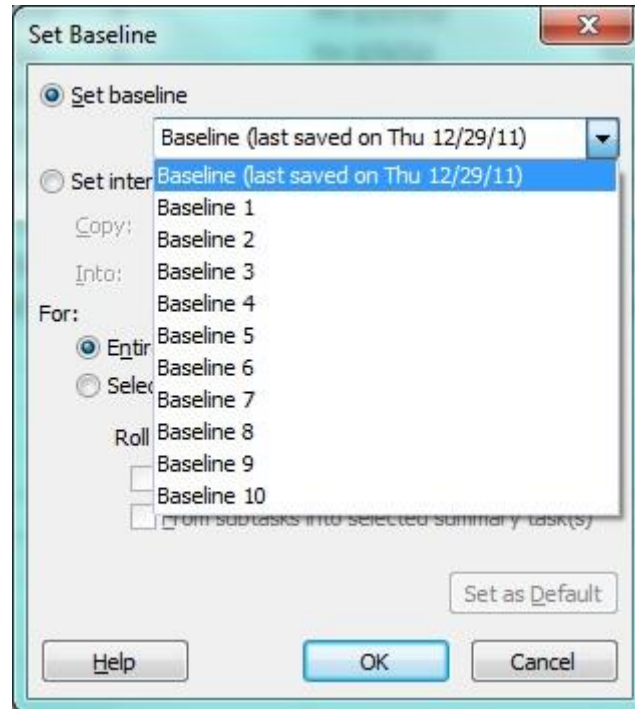 Set Baseline
Set baseline
Baseline (last saved on Thu 12/29/11)
Set inter
Baseline (last saved on Thu 12/29/11)
Copy:
Baseline 1
Baseline 2
Into:
Baseline 3
For:
Baseline 4
Entir
Baseline 5
Baseline 6
Selec
Baseline 7
Roll
Baseline 8
Baseline 9
Baseline 10
From subtasks into selected summary task(s)
Set as Default
Help
OK
Cancel